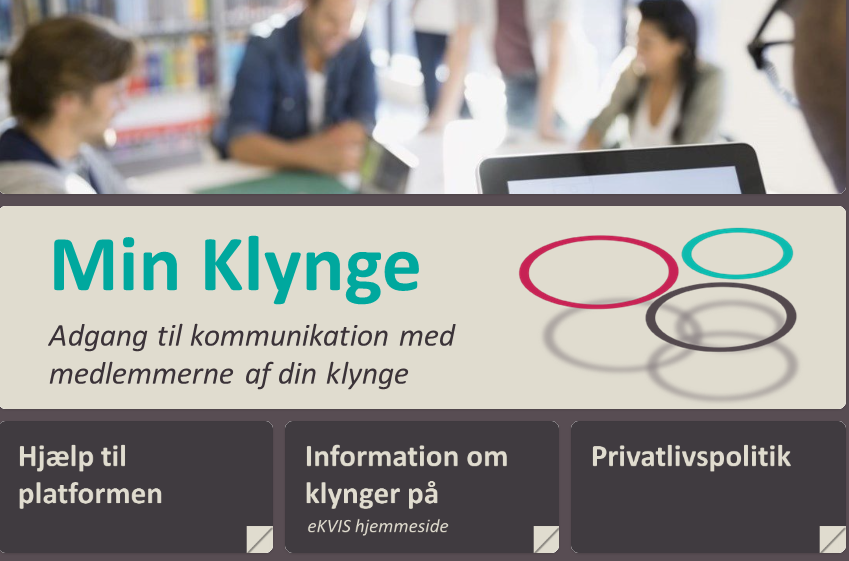 Min Klynge
Adgang til kommunikation med
medlemmerne af din klynge
Hjælp til
platformen
Information om
klynger på
eKVIS hjemmeside
Privatlivspolitik